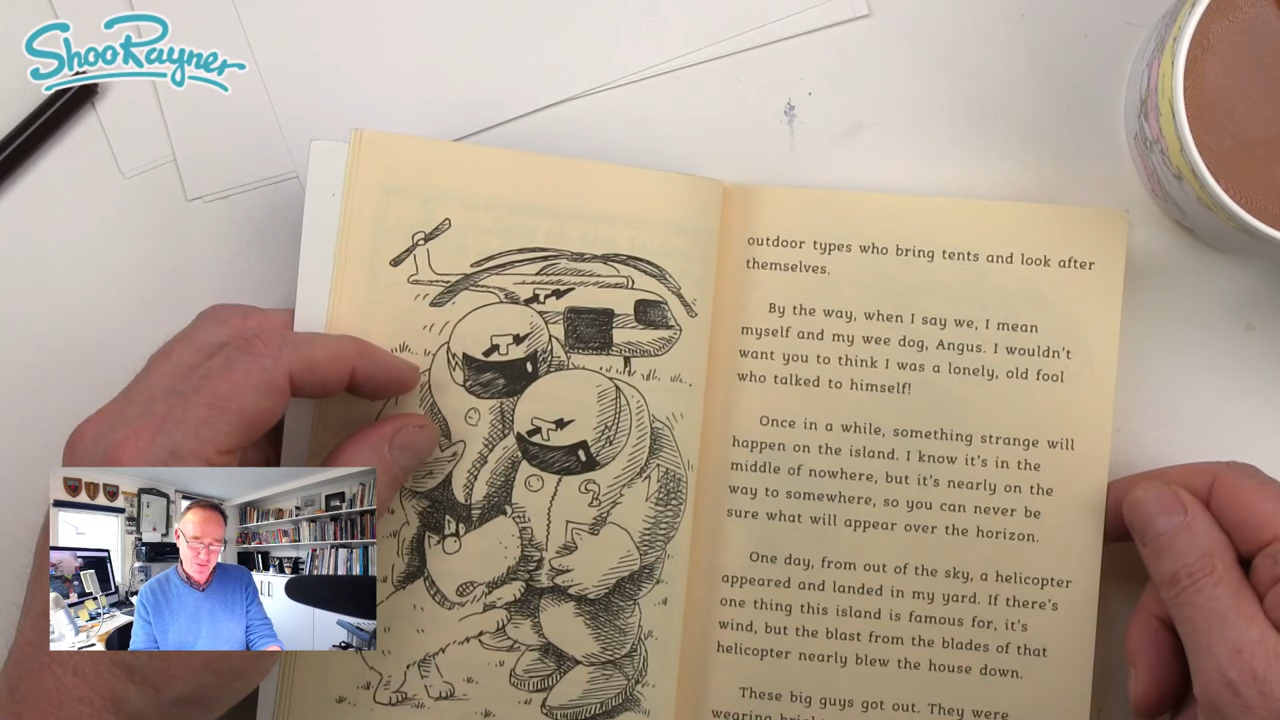 ShooRayner
outdoor types who bring tents and look after
themselves.
By the way, when I say we, I mean
myself and my wee dog, Angus. I wouldn't
want you to think I was a lonely, old fool
who talked to himself!
Once in a while, something strange will
happen on the island. I know it's in the
middle of nowhere, but it's nearly on the
way to somewhere, so you can never be
sure what will appear over the horizon.
One day, from out of the sky, a helicopter
appeared and landed in my yard. If there's
one thing this island is famous for, it's
wind, but the blast from the blades of that
helicopter nearly blew the house down.
These big guys got out. They were
wearing